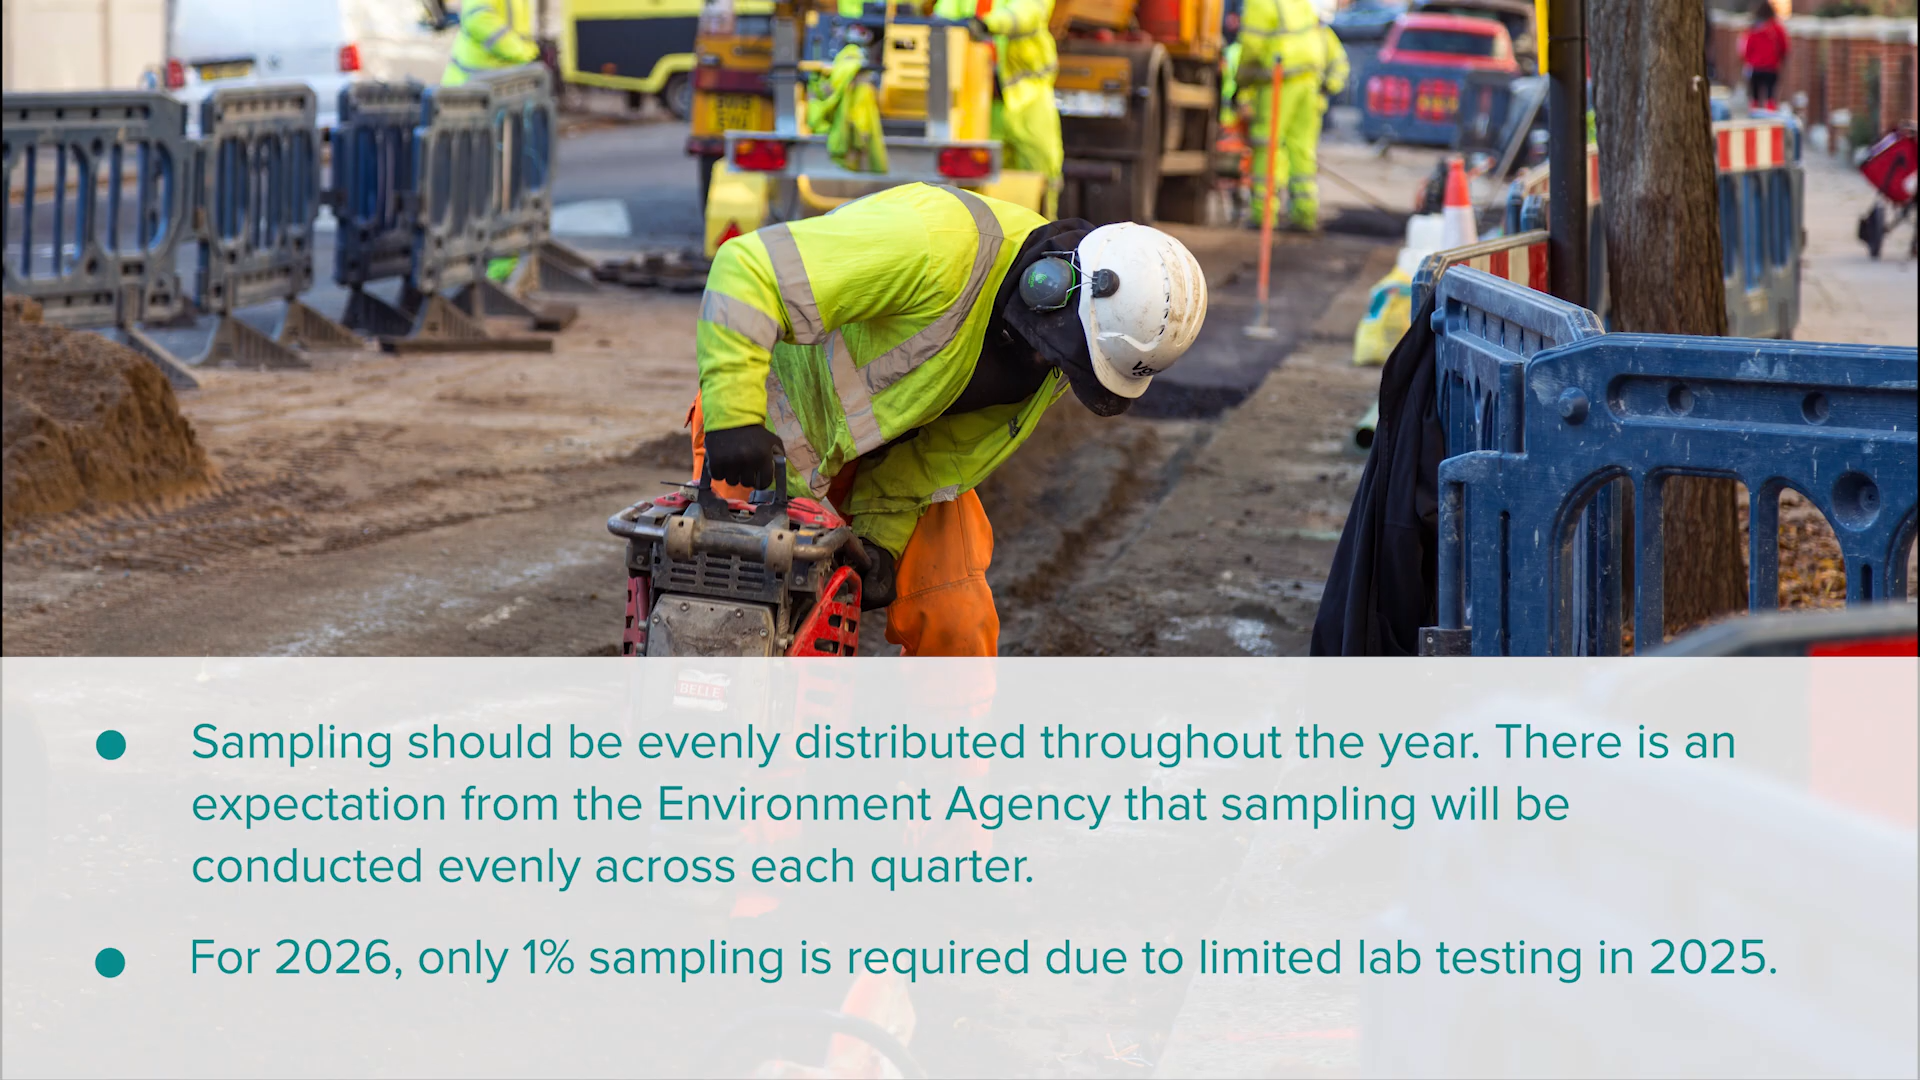 Sampling should be evenly distributed throughout the year. There is an
expectation from the Environment Agency that sampling will be
conducted evenly across each quarter.
For 2026, only 1% sampling is required due to limited lab testing in 2025.